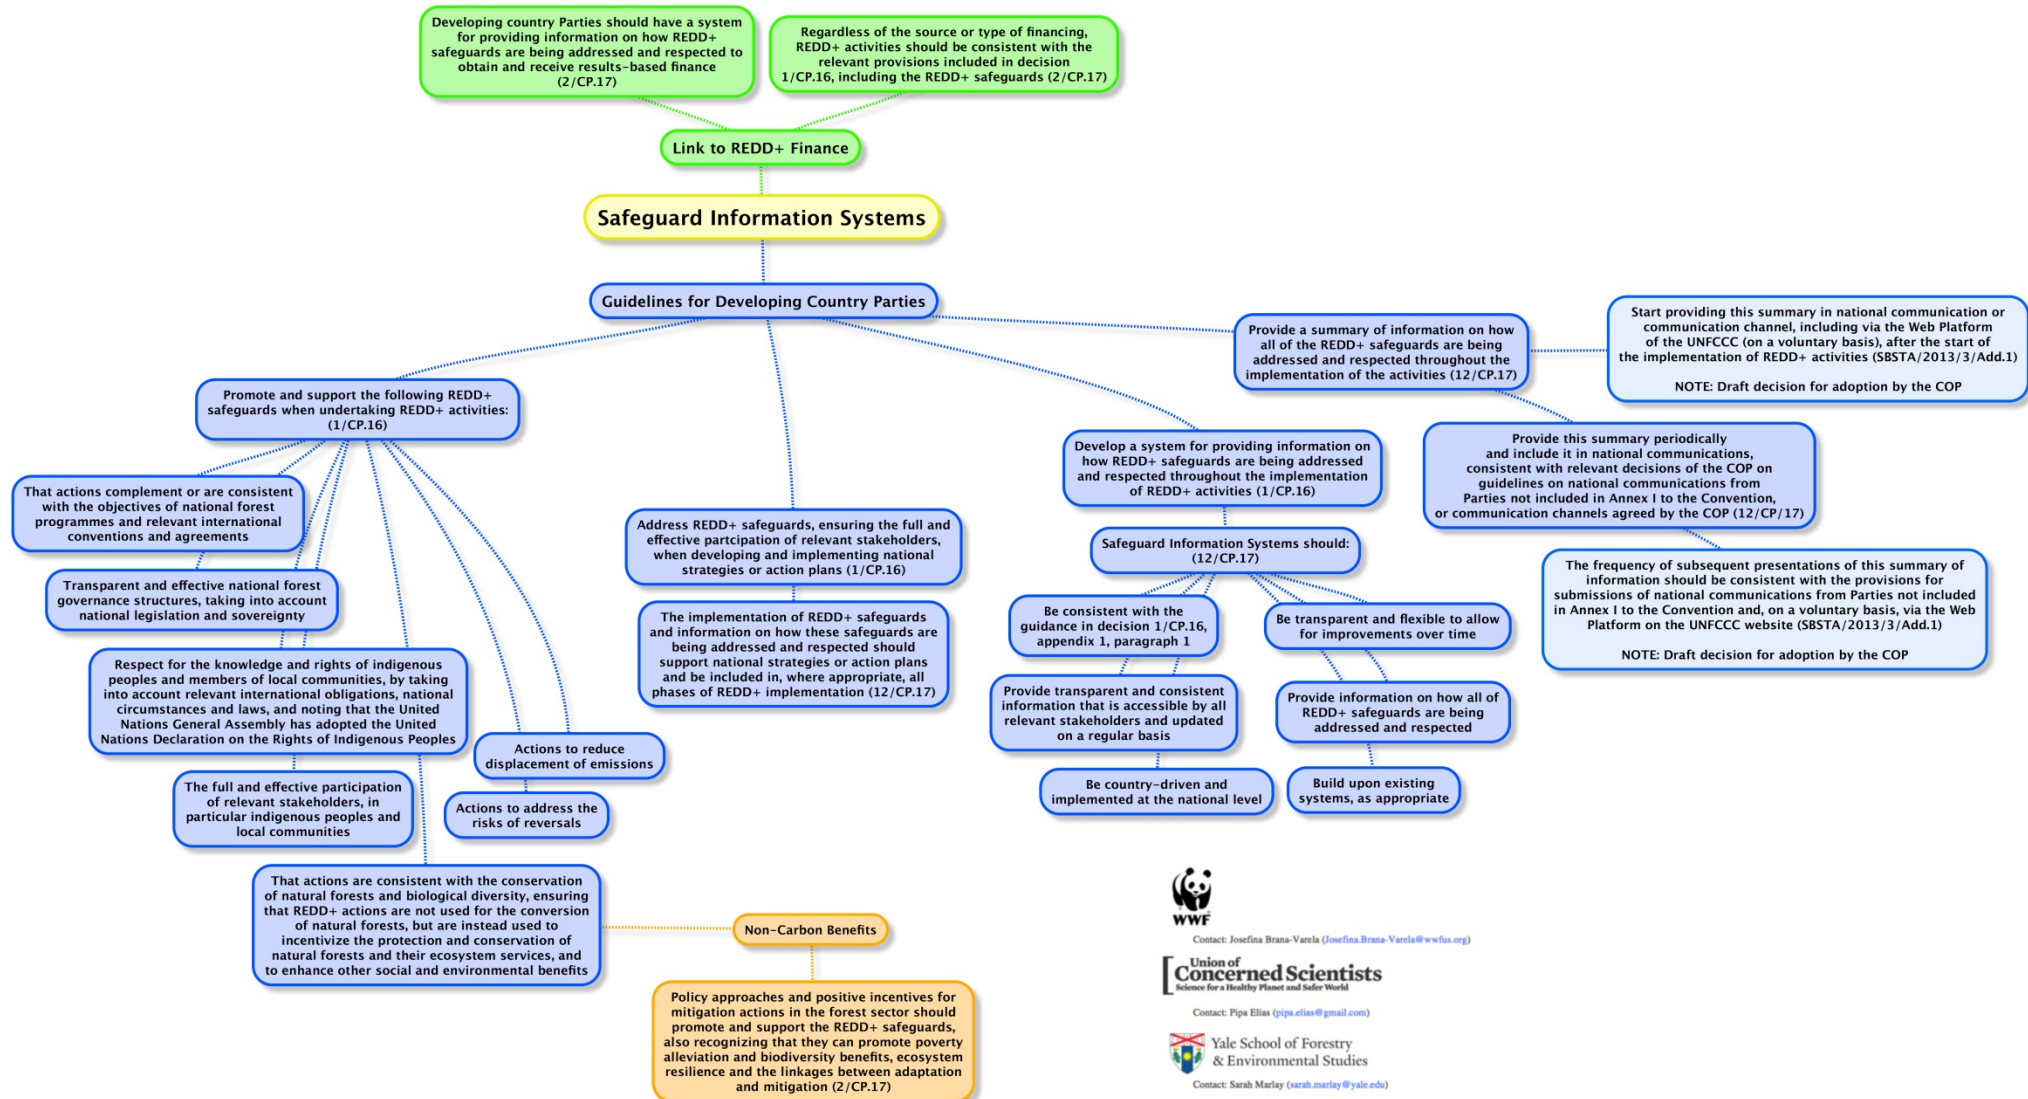 Developing country Parties should have a system
for providing information on how REDD+
safeguards are being addressed and respected to
obtain and receive results-based finance
(2/CP.17)
Regardless of the source or type of financing,
REDD+ activities should be consistent with the
relevant provisions included in decision
1/CP.16, including the REDD+ safeguards (2/CP.17)
Link to REDD+ Finance
Safeguard Information Systems
Guidelines for Developing Country Parties
Provide a summary of information on how
all of the REDD+ safeguards are being
addressed and respected throughout the
implementation of the activities (12/CP.17)
Start providing this summary in national communication or
communication channel, including via the Web Platform
of the UNFCCC (on a voluntary basis), after the start of
the implementation of REDD+ activities (SBSTA/2013/3/Add.1)
NOTE: Draft decision for adoption by the COP
Promote and support the following REDD+
safeguards when undertaking REDD+ activities:
(1/CP.16)
Develop a system for providing information on
how REDD+ safeguards are being addressed
and respected throughout the implementation
of REDD+ activities (1/CP.16)
Provide this summary periodically
and include it in national communications,
consistent with relevant decisions of the COP on
guidelines on national communications from
Parties not included in Annex I to the Convention,
or communication channels agreed by the COP (12/CP/17)
That actions complement or are consistent
with the objectives of national forest
programmes and relevant international
conventions and agreements
Address REDD+ safeguards, ensuring the full and
effective partcipation of relevant stakeholders,
when developing and implementing national
strategies or action plans (1/CP.16)
Safeguard Information Systems should:
(12/CP.17)
The frequency of subsequent presentations of this summary of
information should be consistent with the provisions for
submissions of national communications from Parties not included
in Annex I to the Convention and, on a voluntary basis, via the Web
Platform on the UNFCCC website (SBSTA/2013/3/Add.1)
NOTE: Draft decision for adoption by the COP
Transparent and effective national forest
governance structures, taking into account
national legislation and sovereignty
The implementation of REDD+ safeguards
and information on how these safeguards are
being addressed and respected should
support national strategies or action plans
and be included in, where appropriate, all
phases of REDD+ implementation (12/CP.17)
Be consistent with the
guidance in decision 1/CP.16,
appendix 1, paragraph 1
Be transparent and flexible to allow
for improvements over time
Respect for the knowledge and rights of indigenous
peoples and members of local communities, by taking
into account relevant international obligations, national
circumstances and laws, and noting that the United
Nations General Assembly has adopted the United
Nations Declaration on the Rights of Indigenous Peoples
Provide transparent and consistent
information that is accessible by all
relevant stakeholders and updated
on a regular basis
Provide information on how all of
REDD+ safeguards are being
addressed and respected
Actions to reduce
displacement of emissions
The full and effective participation
of relevant stakeholders, in
particular indigenous peoples and
local communities
Actions to address the
risks of reversals
Be country-driven and
implemented at the national level
Build upon existing
systems, as appropriate
That actions are consistent with the conservation
of natural forests and biological diversity, ensuring
that REDD+ actions are not used for the conversion
of natural forests, but are instead used to
incentivize the protection and conservation of
natural forests and their ecosystem services, and
to enhance other social and environmental benefits
Non-Carbon Benefits
Policy approaches and positive incentives for
mitigation actions in the forest sector should
promote and support the REDD+ safeguards,
also recognizing that they can promote poverty
alleviation and biodiversity benefits, ecosystem
resilience and the linkages between adaptation
and mitigation (2/CP.17)
WWF
Contact: Josefina Brana-Varela (Josefina.Brana-Varela@wwfus.org)
Union of
Concerned Scientists
Science for a Healthy Planet and Safer World
Contact: Pipa Elias (pipa.elias@gmail.com)
Yale School of Forestry
& Environmental Studies
Contact: Sarah Marlay (sarah.marlay@yale.edu)